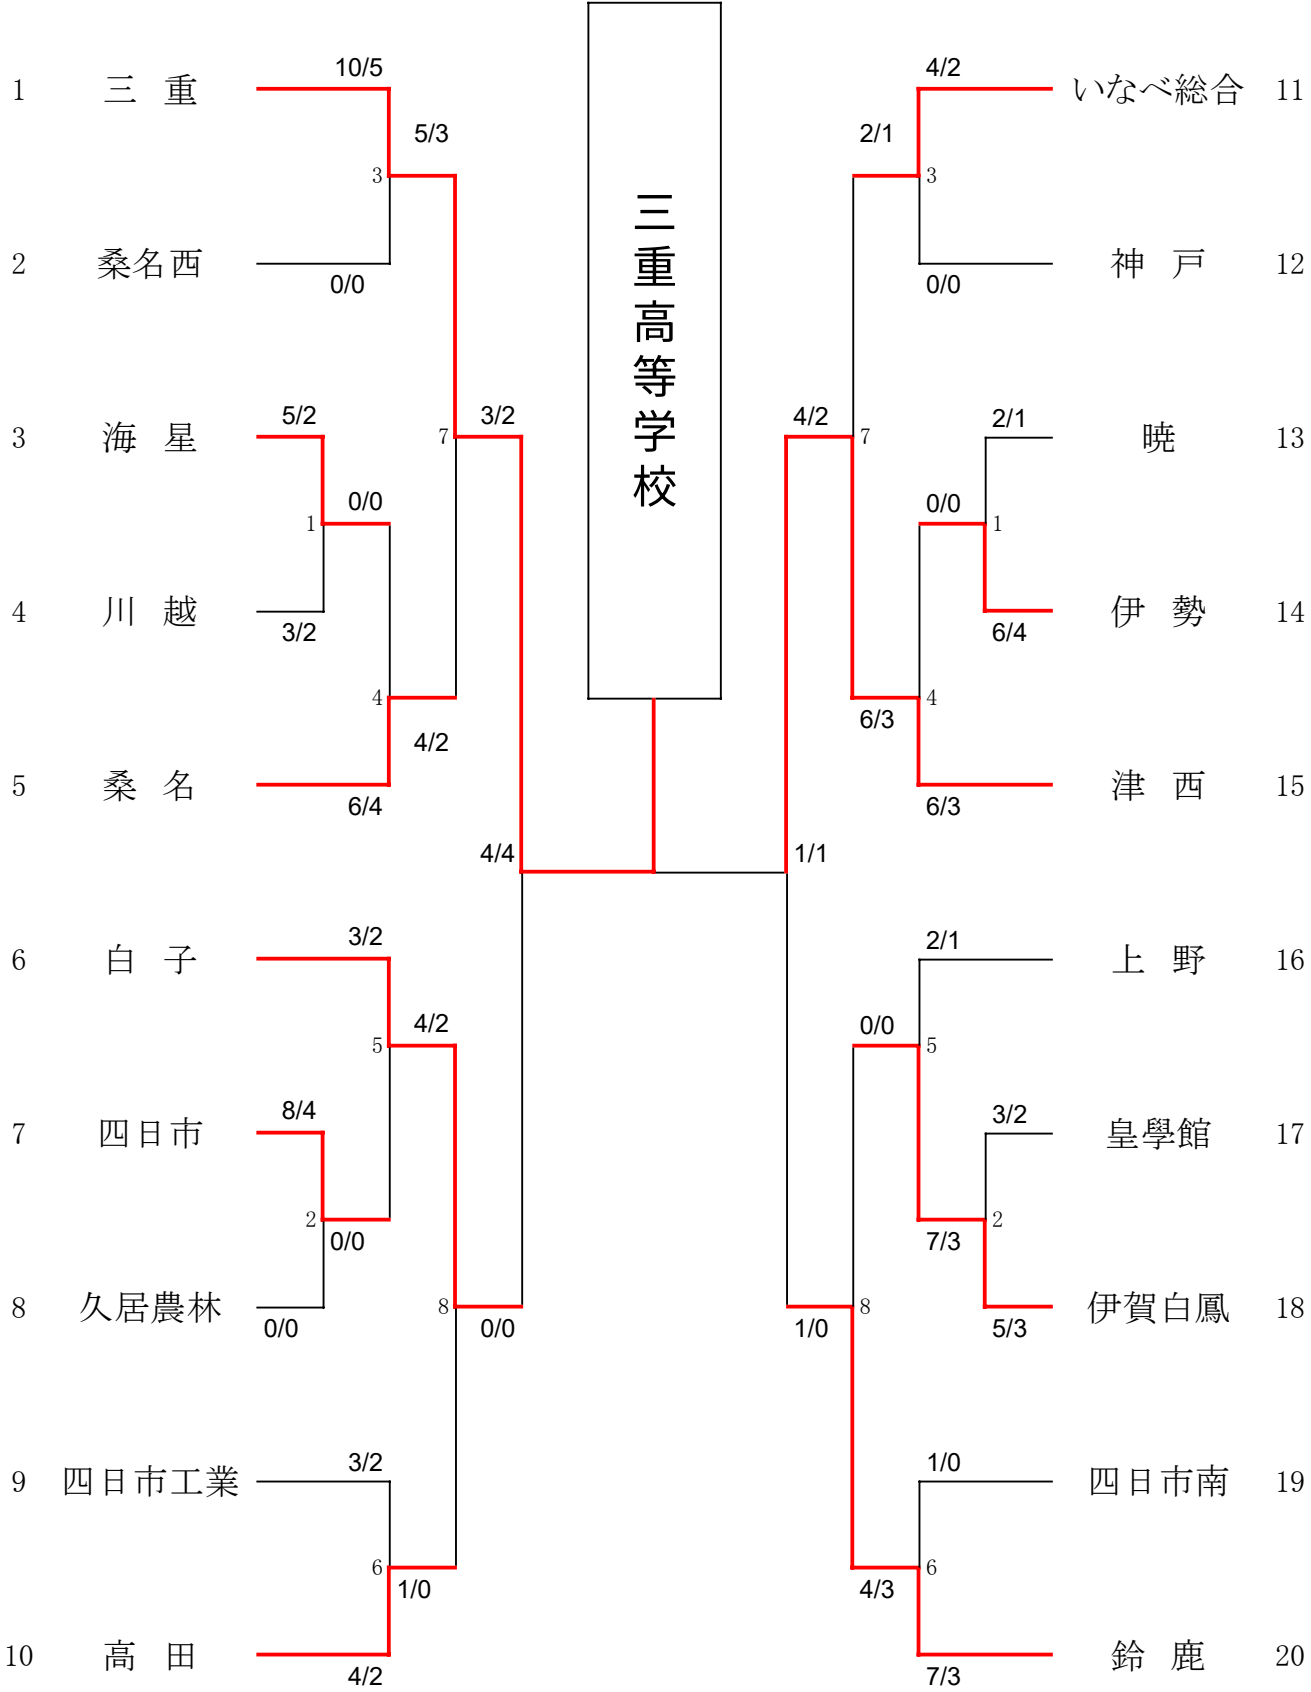 10/5
1 三 重
5/3
3
2 桑名西
0/0
5/2
3 海 星
3/2
7
0/0
1
4 川 越
3/2
4
4/2
5 桑 名
6/4
4/4
3/2
6 白 子
4/2
5
8/4
7 四日市
2
0/0
8 久居農林
0/0
8
0/0
3/2
9 四日市工業
6
1/0
10 高 田
4/2
三重高等学校
4/2
いなべ総合 11
2/1
3
神 戸 12
0/0
4/2
7
2/1
暁 13
0/0
1
伊 勢 14
6/4
4
6/3
津 西 15
6/3
1/1
2/1
上 野 16
0/0
5
3/2
皇學館 17
2
7/3
伊賀白鳳 18
5/3
8
1/0
1/0
四日市南 19
6
4/3
鈴 鹿 20
7/3